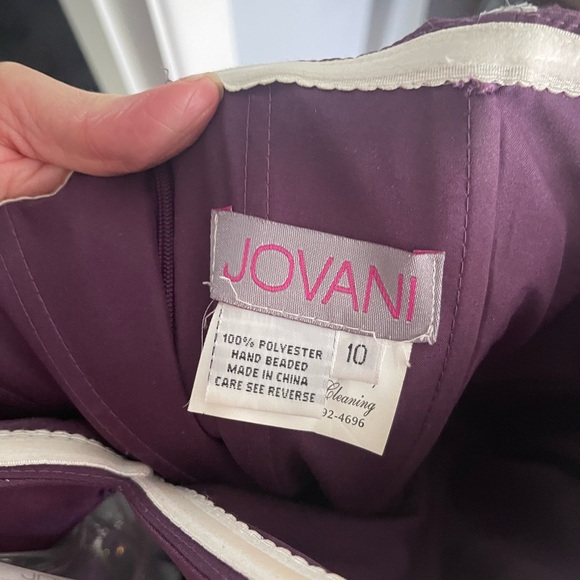 JOVANI
100% POLYESTER
HAND BEADED
MADE IN CHINA
CARE SEE REVERSE
10
Cleaning
92-4696